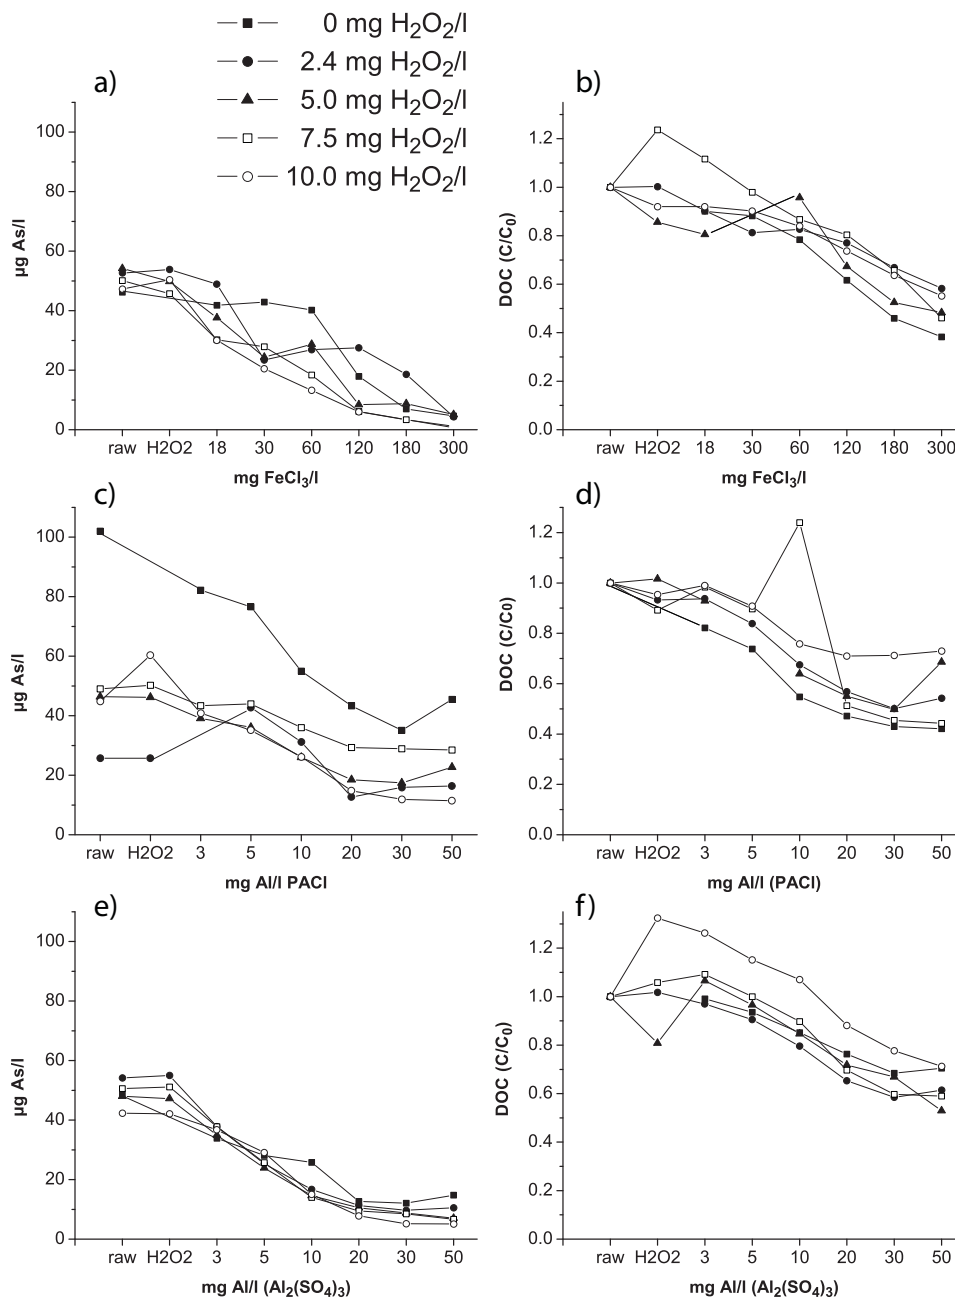 0 mg H2O2/l
2.4 mg H2O2/l
5.0 mg H2O2/l
7.5 mg H2O2/l
10.0 mg H2O2/l
a)
100
80
60
40
20
0
µg As/l
raw H2O2 18 30 60 120 180 300
mg FeCl3/l
b)
1.2
1.0
0.8
0.6
0.4
0.2
0.0
DOC (C/C0)
raw H2O2 18 30 60 120 180 300
mg FeCl3/l
c)
100
80
60
40
20
0
µg As/l
raw H2O2 3 5 10 20 30 50
mg Al/l PACl
d)
1.2
1.0
0.8
0.6
0.4
0.2
0.0
DOC (C/C0)
raw H2O2 3 5 10 20 30 50
mg Al/l (PACl)
e)
100
80
60
40
20
0
µg As/l
raw H2O2 3 5 10 20 30 50
mg Al/l (Al2(SO4)3)
f)
1.2
1.0
0.8
0.6
0.4
0.2
0.0
DOC (C/C0)
raw H2O2 3 5 10 20 30 50
mg Al/l (Al2(SO4)3)